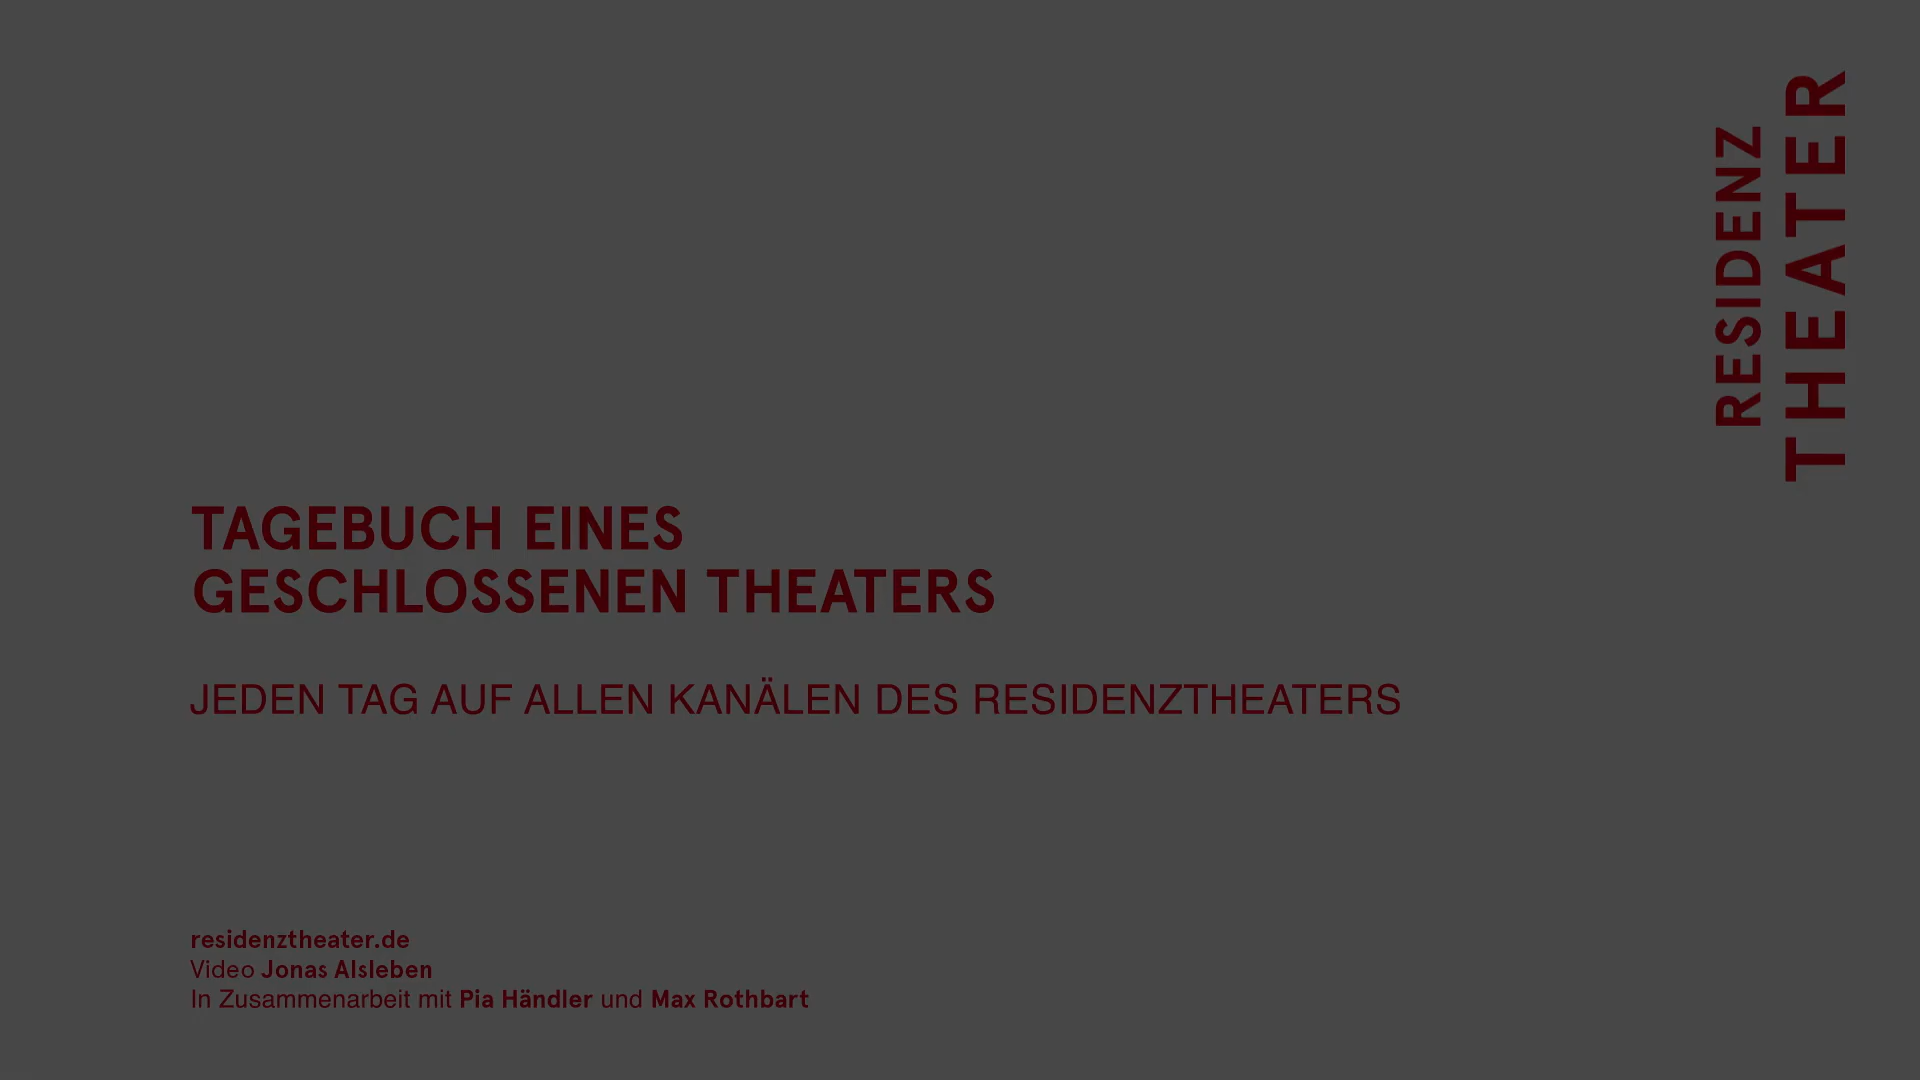 RESIDENZ
THEATER
TAGEBUCH EINES
GESCHLOSSENEN THEATERS
JEDEN TAG AUF ALLEN KANÄLEN DES RESIDENZTHEATERS
residenztheater.de
Video Jonas Alsleben
In Zusammenarbeit mit Pia Händler und Max Rothbart